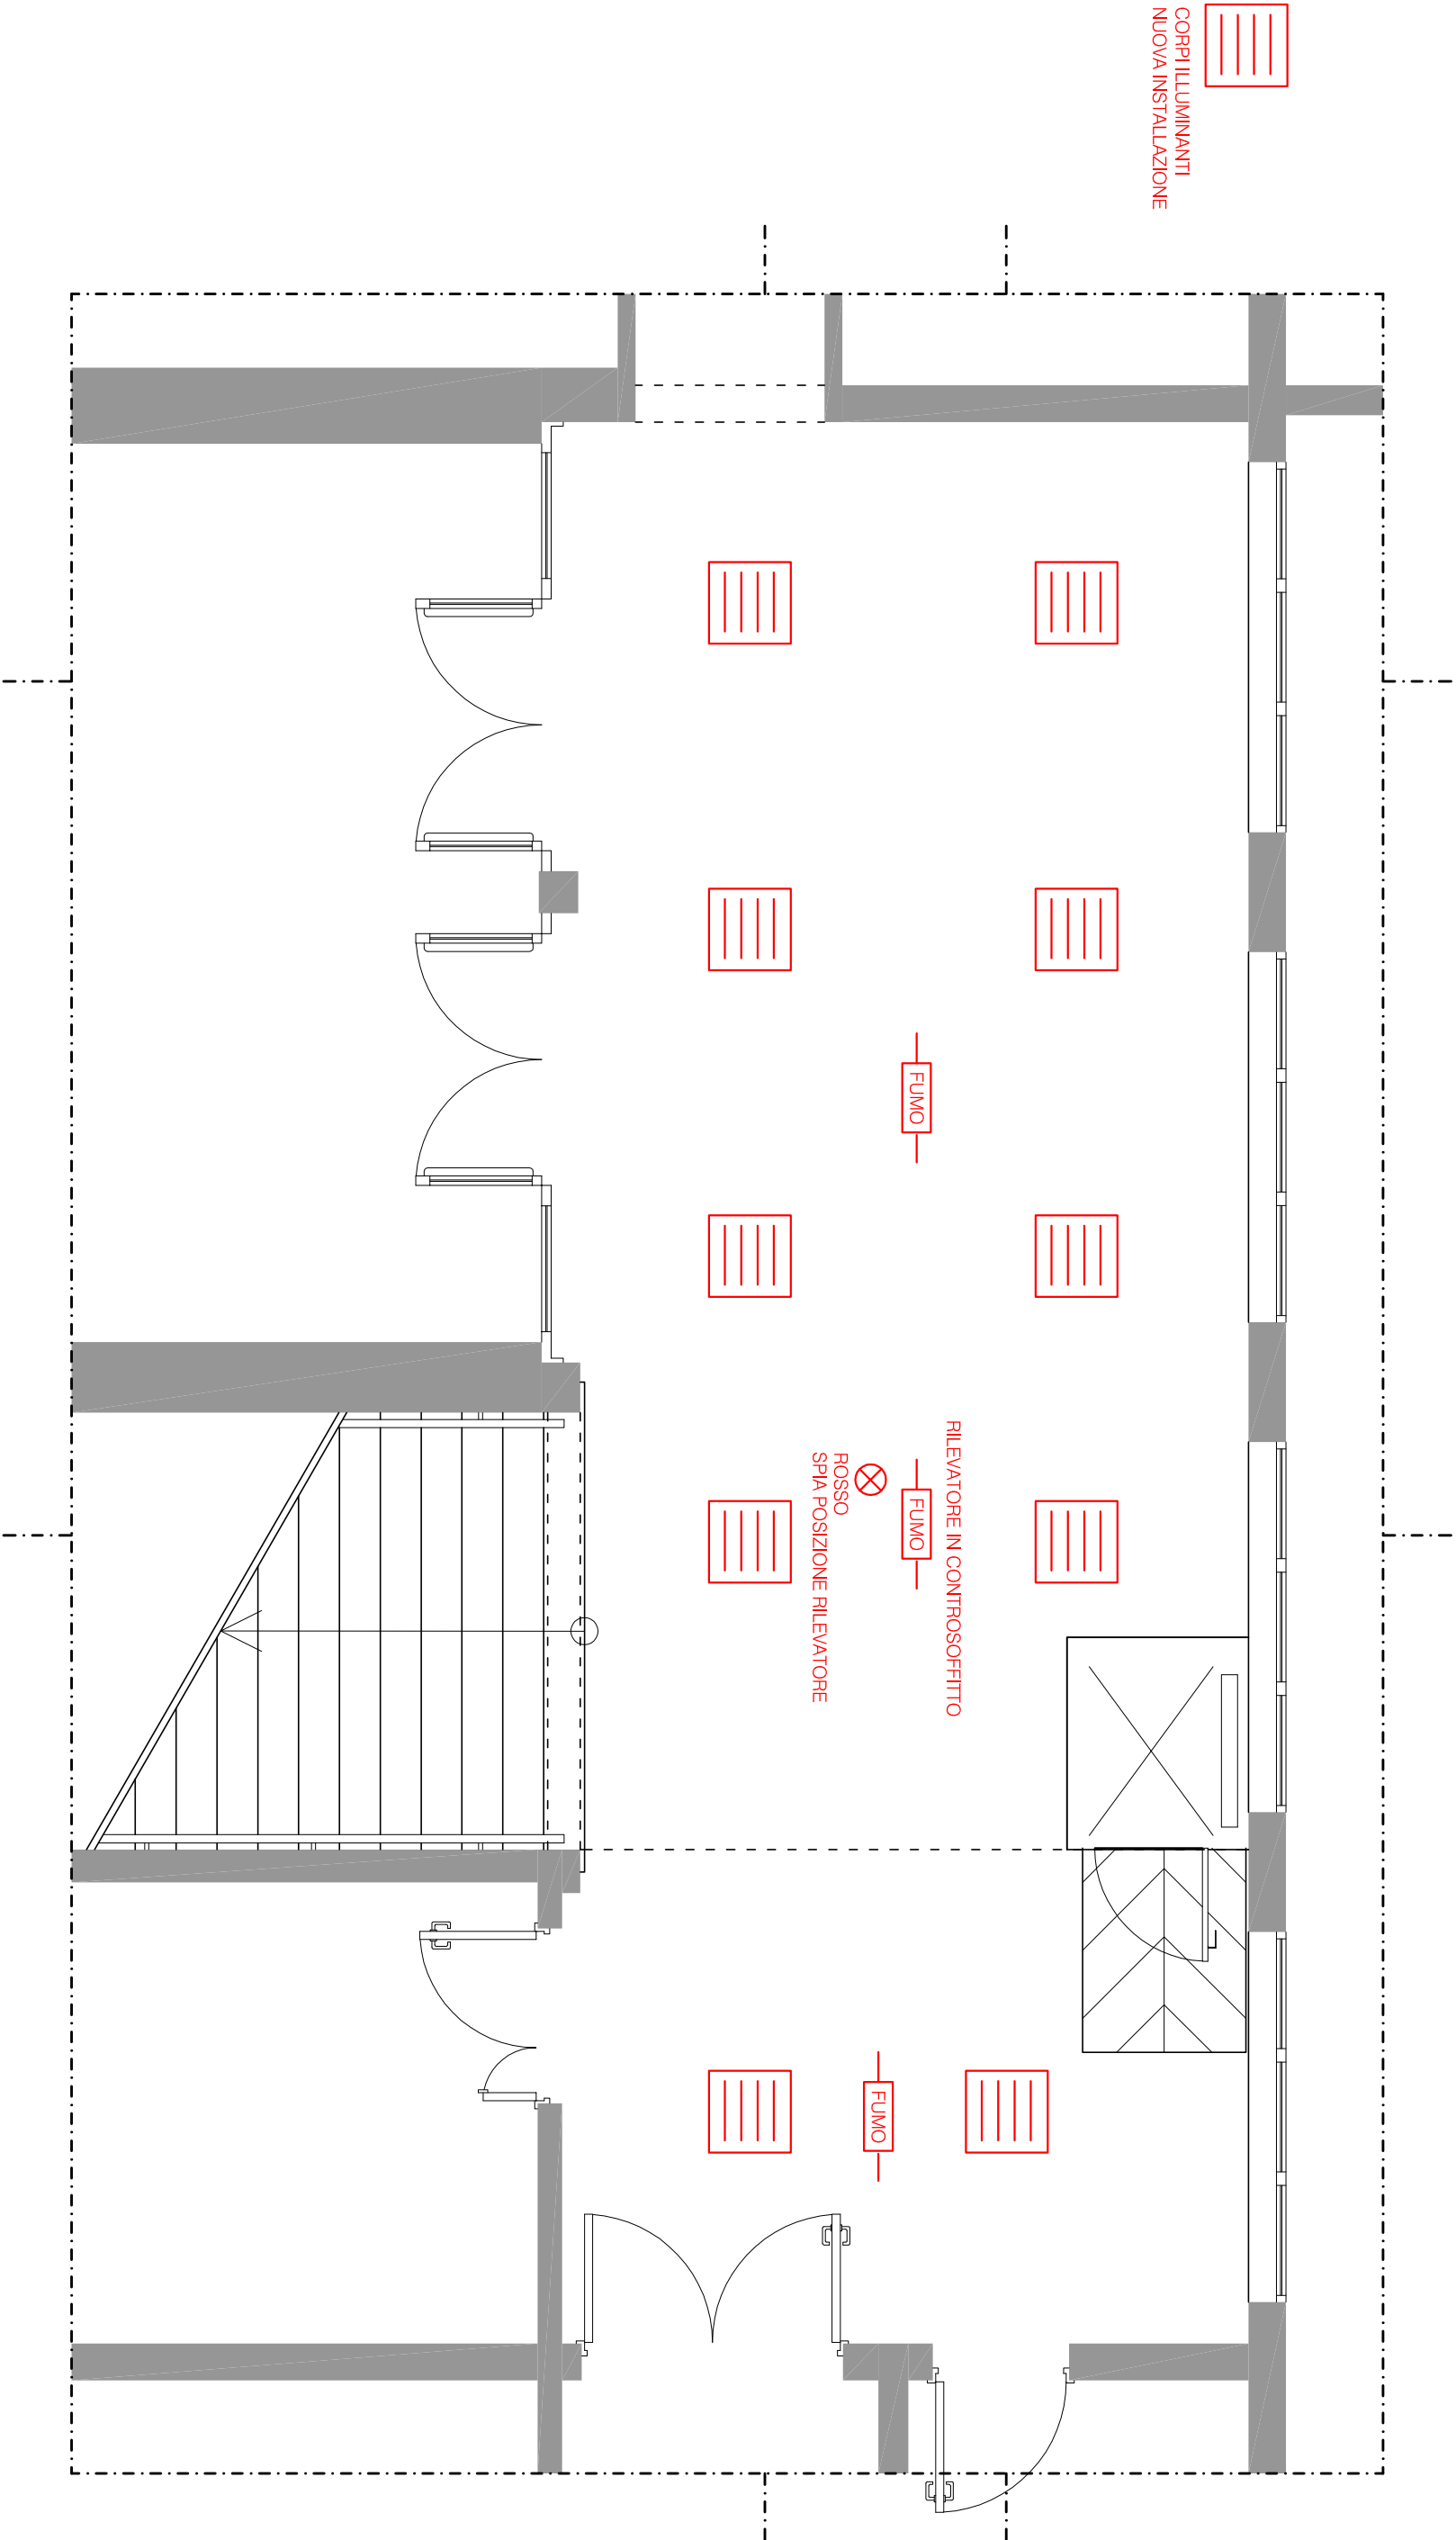 CORPI ILLUMINANTI
NUOVA INSTALLAZIONE
FUMO
RILEVATORE IN CONTROSOFFITTO
FUMO
ROSSO
SPIA POSIZIONE RILEVATORE
FUMO